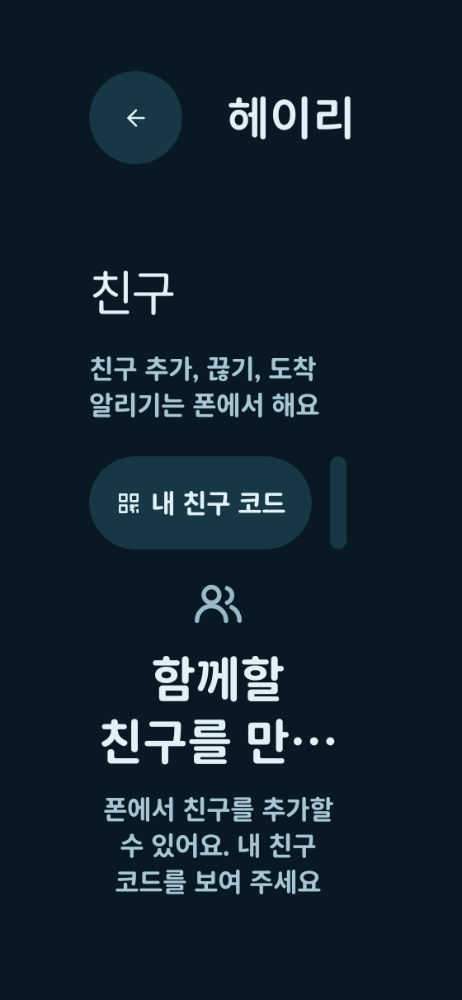 헤이리
친구
친구 추가, 끊기, 도착
알리기는 폰에서 해요
내 친구 코드
함께할
친구를 만…
폰에서 친구를 추가할
수 있어요. 내 친구
코드를 보여 주세요